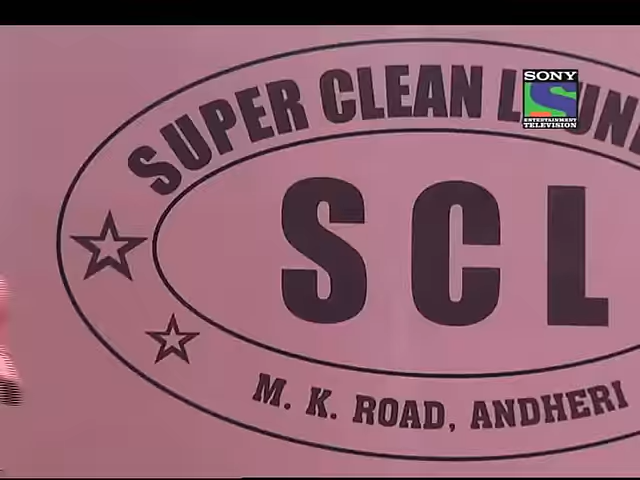 SUPER CLEAN
SCL
M. K. ROAD, ANDHERI
SONY
ENTERTAINMENT
TELEVISION